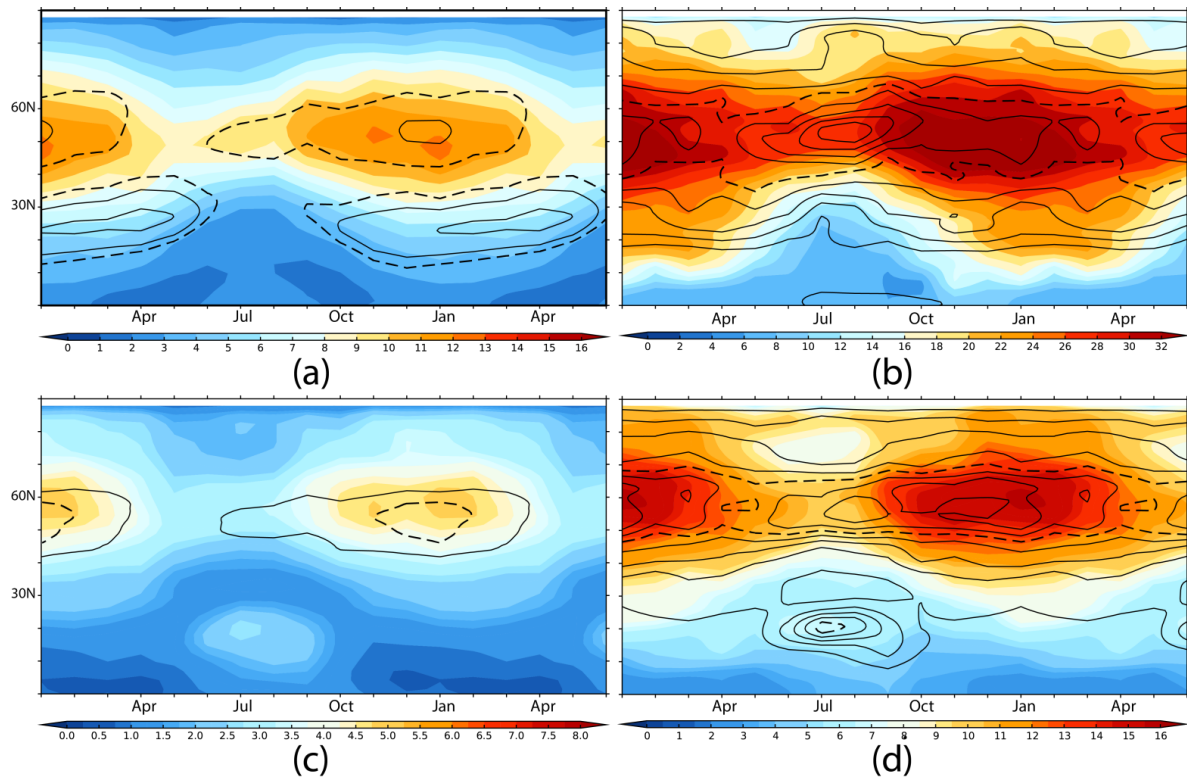 60N
30N
Apr Jul Oct Jan Apr
Apr Jul Oct Jan Apr
0 1 2 3 4 5 6 7 8 9 10 11 12 13 14 15 16
0 2 4 6 8 10 12 14 16 18 20 22 24 26 28 30 32
(a)
(b)
60N
30N
Apr Jul Oct Jan Apr
Apr Jul Oct Jan Apr
0.0 0.5 1.0 1.5 2.0 2.5 3.0 3.5 4.0 4.5 5.0 5.5 6.0 6.5 7.0 7.5 8.0
0 1 2 3 4 5 6 7 8 9 10 11 12 13 14 15 16
(c)
(d)